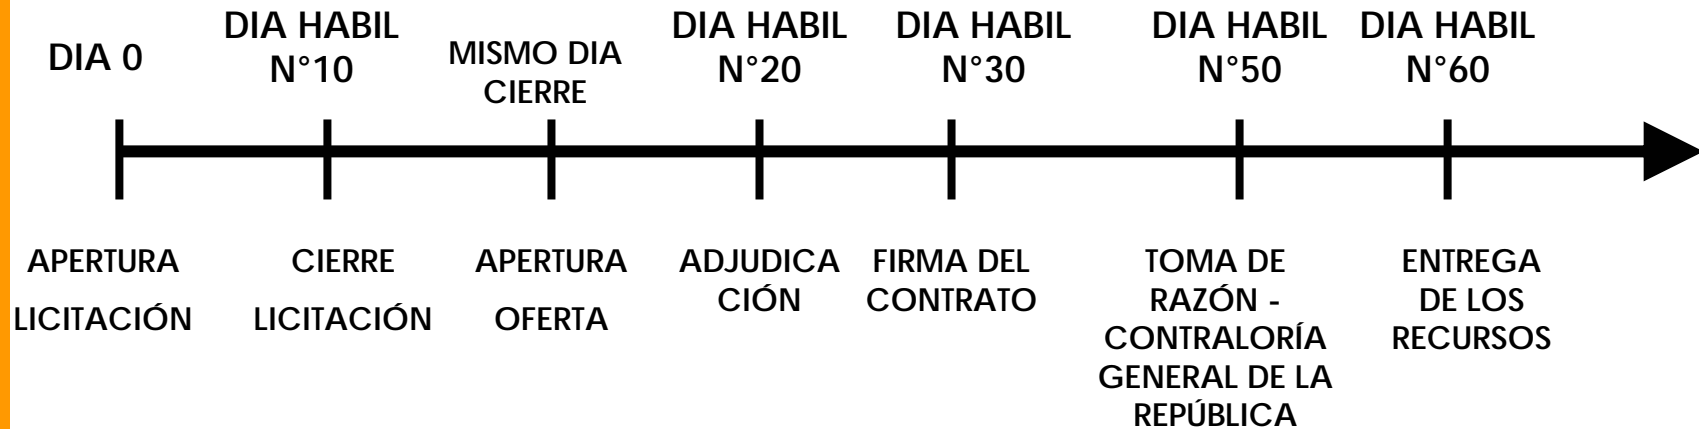 DIA 0
DIA HABIL
N°10
MISMO DIA
CIERRE
DIA HABIL
N°20
DIA HABIL
N°30
DIA HABIL
N°50
DIA HABIL
N°60
APERTURA
LICITACIÓN
CIERRE
LICITACIÓN
APERTURA
OFERTA
ADJUDICA
CIÓN
FIRMA DEL
CONTRATO
TOMA DE
RAZÓN -
CONTRALORÍA
GENERAL DE LA
REPÚBLICA
ENTREGA
DE LOS
RECURSOS